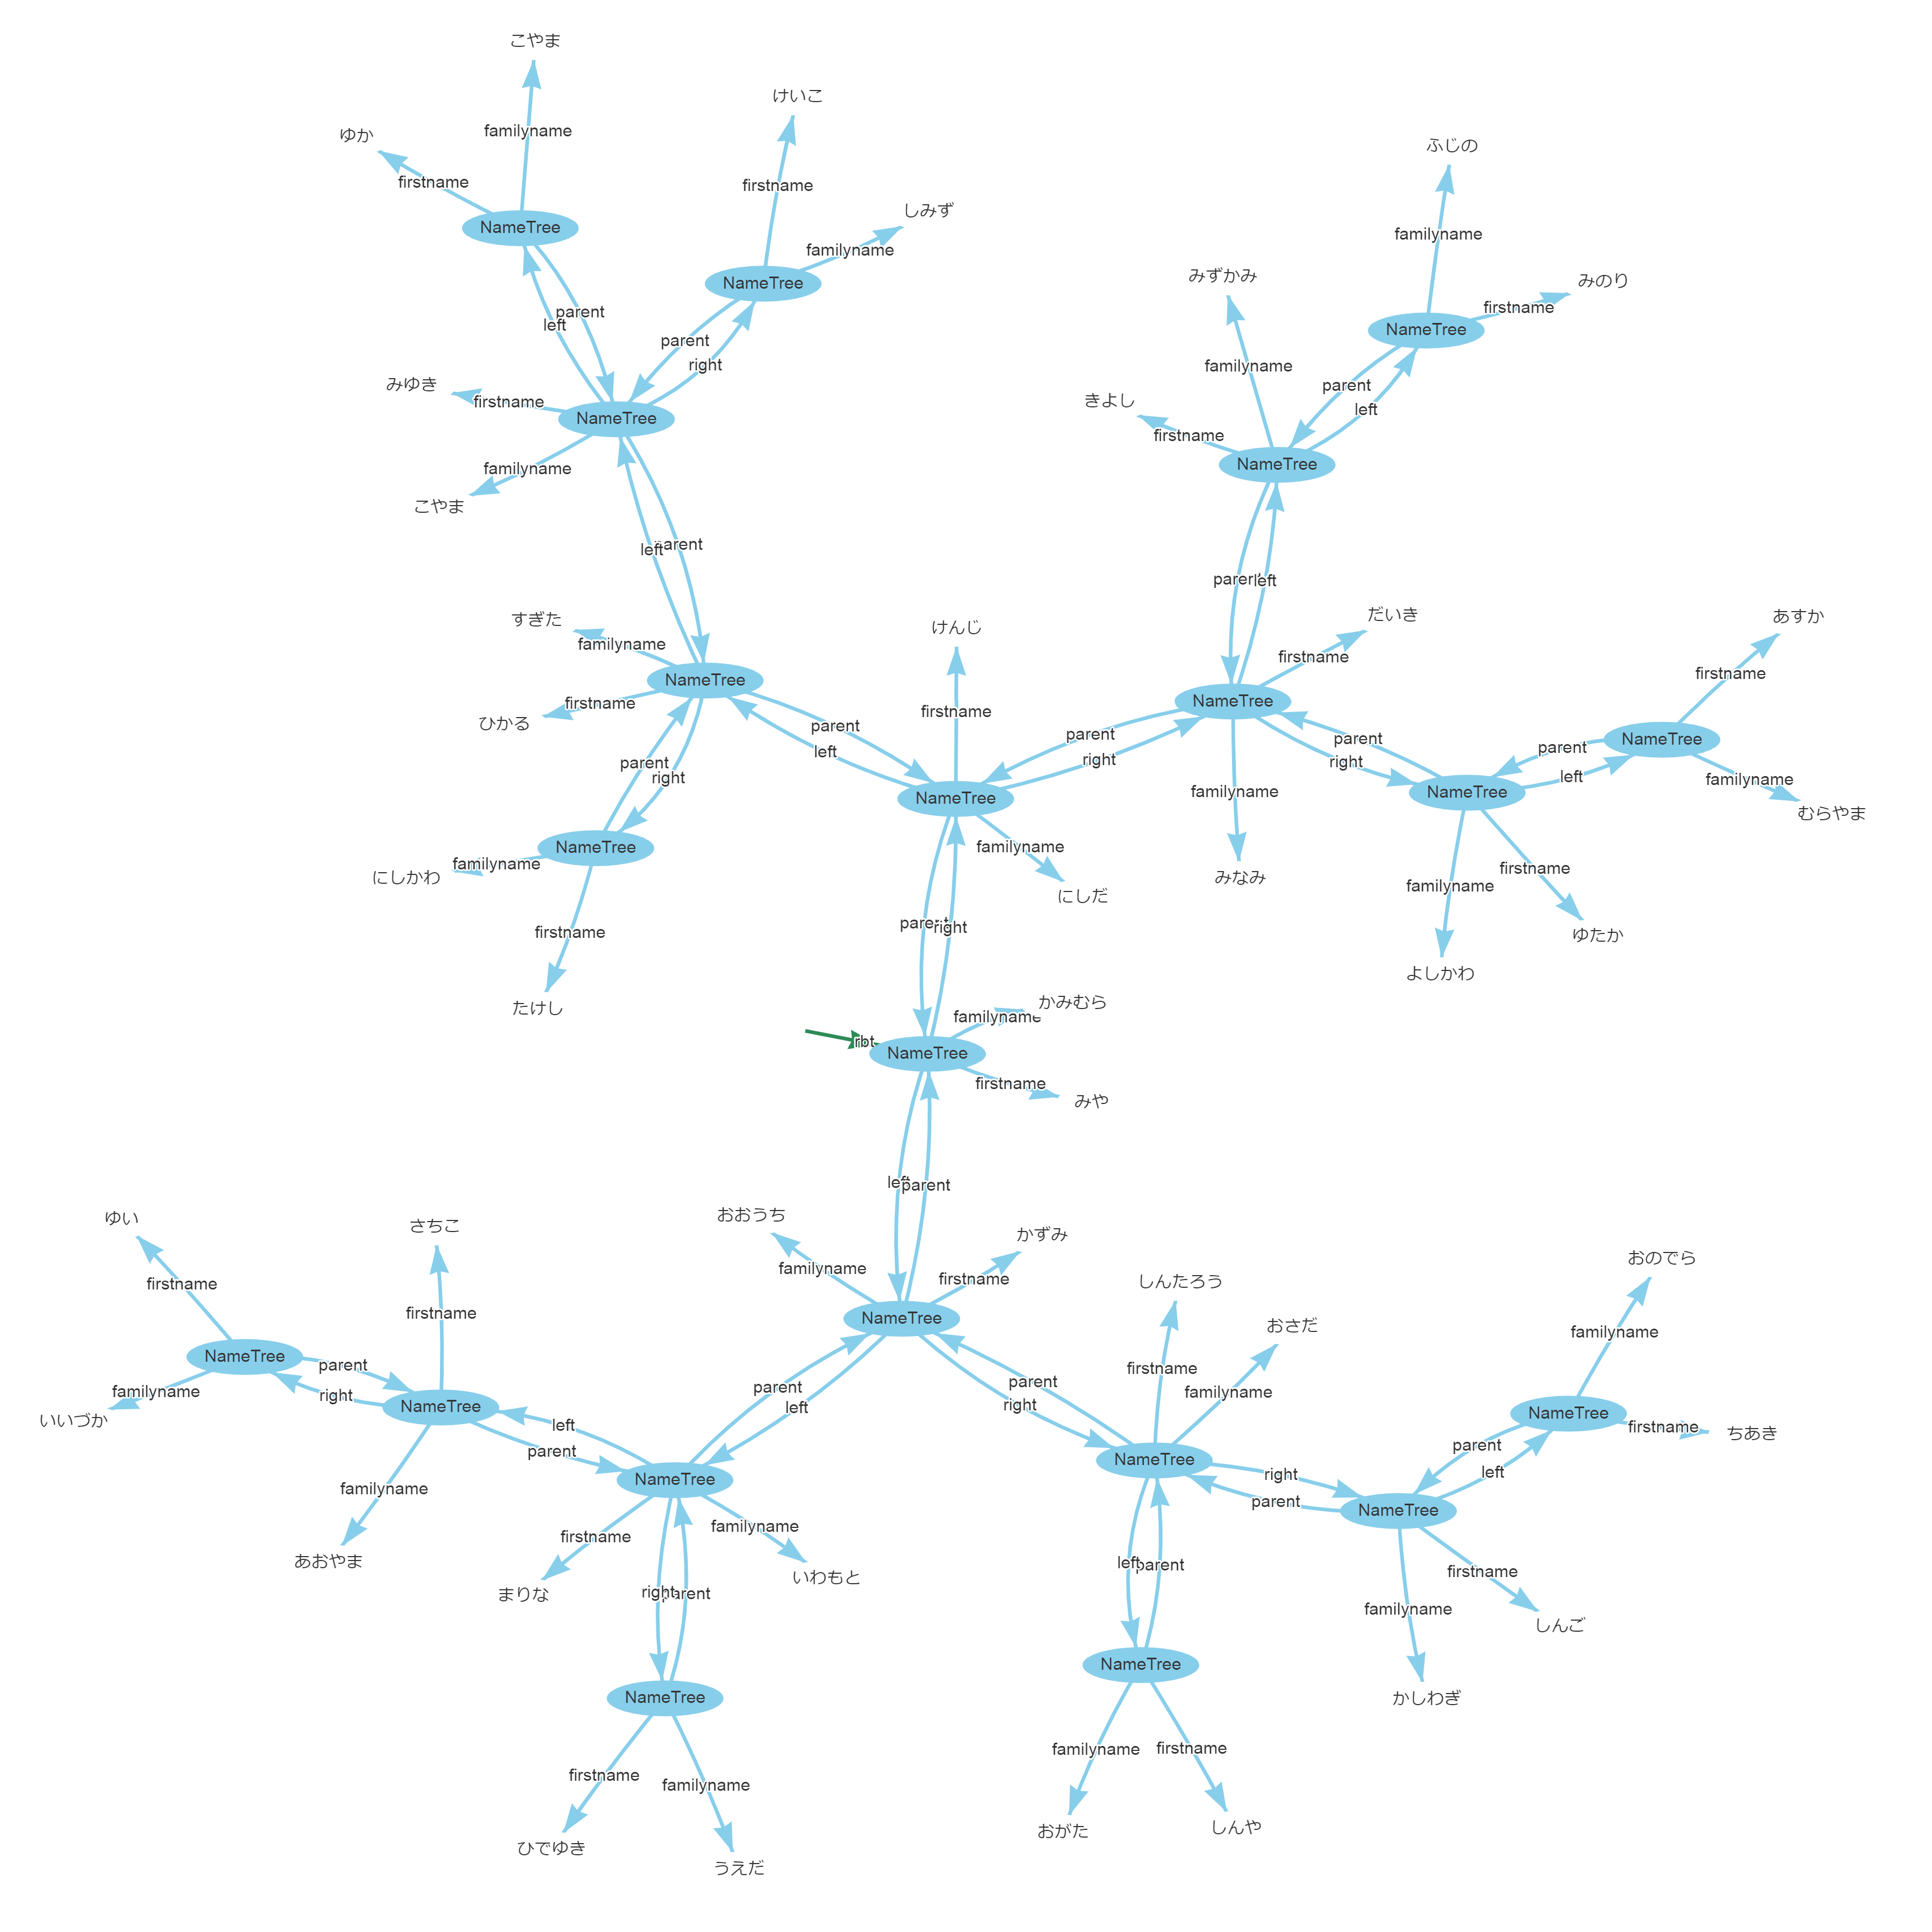 こやま
familyname
ゆか
firstname
NameTree
けいこ
firstname
しみず
familyname
NameTree
parent
left
parent
right
みゆき
firstname
NameTree
familyname
こやま
parent
left
ふじの
familyname
みのり
firstname
NameTree
みずかみ
familyname
parent
left
きよし
firstname
NameTree
parent
left
すぎた
familyname
NameTree
firstname
ひかる
parent
right
にしかわ
familyname
NameTree
firstname
たけし
parent
left
けんじ
firstname
NameTree
familyname
にしだ
parent
right
だいき
firstname
NameTree
familyname
みなみ
parent
right
あすか
firstname
NameTree
familyname
むらやま
parent
left
NameTree
familyname
よしかわ
firstname
ゆたか
parent
right
かみむら
familyname
rbt
NameTree
firstname
みや
left
parent
おおうち
familyname
かずみ
firstname
NameTree
ゆい
firstname
NameTree
familyname
いいづか
parent
right
さちこ
firstname
NameTree
familyname
あおやま
left
parent
parent
left
NameTree
firstname
まりな
familyname
いわもと
right
parent
NameTree
firstname
ひでゆき
familyname
うえだ
parent
right
しんたろう
firstname
おさだ
familyname
NameTree
right
parent
left
parent
NameTree
familyname
おがた
firstname
しんや
おのでら
familyname
NameTree
firstname
ちあき
parent
left
NameTree
firstname
しんご
familyname
かしわぎ